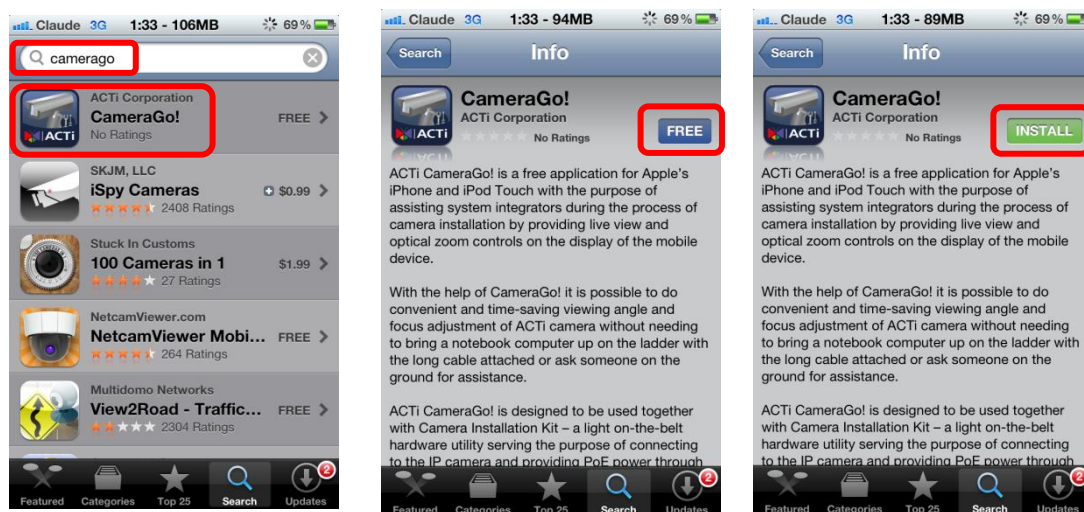 Claude 3G 1:33 - 106MB 69%
camerago
ACTi Corporation
CameraGo! FREE
No Ratings
ACTi
SKJM, LLC
iSpy Cameras $0.99
2408 Ratings
Stuck In Customs
100 Cameras in 1 $1.99
27 Ratings
NetcamViewer.com
NetcamViewer Mobi... FREE
264 Ratings
Multidomo Networks
View2Road - Traffic... FREE
2304 Ratings
2
Featured Categories Top 25 Search Updates
Claude 3G 1:33 - 94MB 69%
Search Info
CameraGo!
ACTi Corporation
No Ratings FREE
ACTi
ACTi CameraGo! is a free application for Apple's
iPhone and iPod Touch with the purpose of
assisting system integrators during the process of
camera installation by providing live view and
optical zoom controls on the display of the mobile
device.
With the help of CameraGo! it is possible to do
convenient and time-saving viewing angle and
focus adjustment of ACTi camera without needing
to bring a notebook computer up on the ladder with
the long cable attached or ask someone on the
ground for assistance.
ACTi CameraGo! is designed to be used together
with Camera Installation Kit – a light on-the-belt
hardware utility serving the purpose of connecting
to the IP camera and providing PoE power through
2
Featured Categories Top 25 Search Updates
Claude 3G 1:33 - 89MB 69%
Search Info
CameraGo!
ACTi Corporation
No Ratings INSTALL
ACTi
ACTi CameraGo! is a free application for Apple's
iPhone and iPod Touch with the purpose of
assisting system integrators during the process of
camera installation by providing live view and
optical zoom controls on the display of the mobile
device.
With the help of CameraGo! it is possible to do
convenient and time-saving viewing angle and
focus adjustment of ACTi camera without needing
to bring a notebook computer up on the ladder with
the long cable attached or ask someone on the
ground for assistance.
ACTi CameraGo! is designed to be used together
with Camera Installation Kit – a light on-the-belt
hardware utility serving the purpose of connecting
to the IP camera and providing PoE power through
2
Featured Categories Top 25 Search Updates